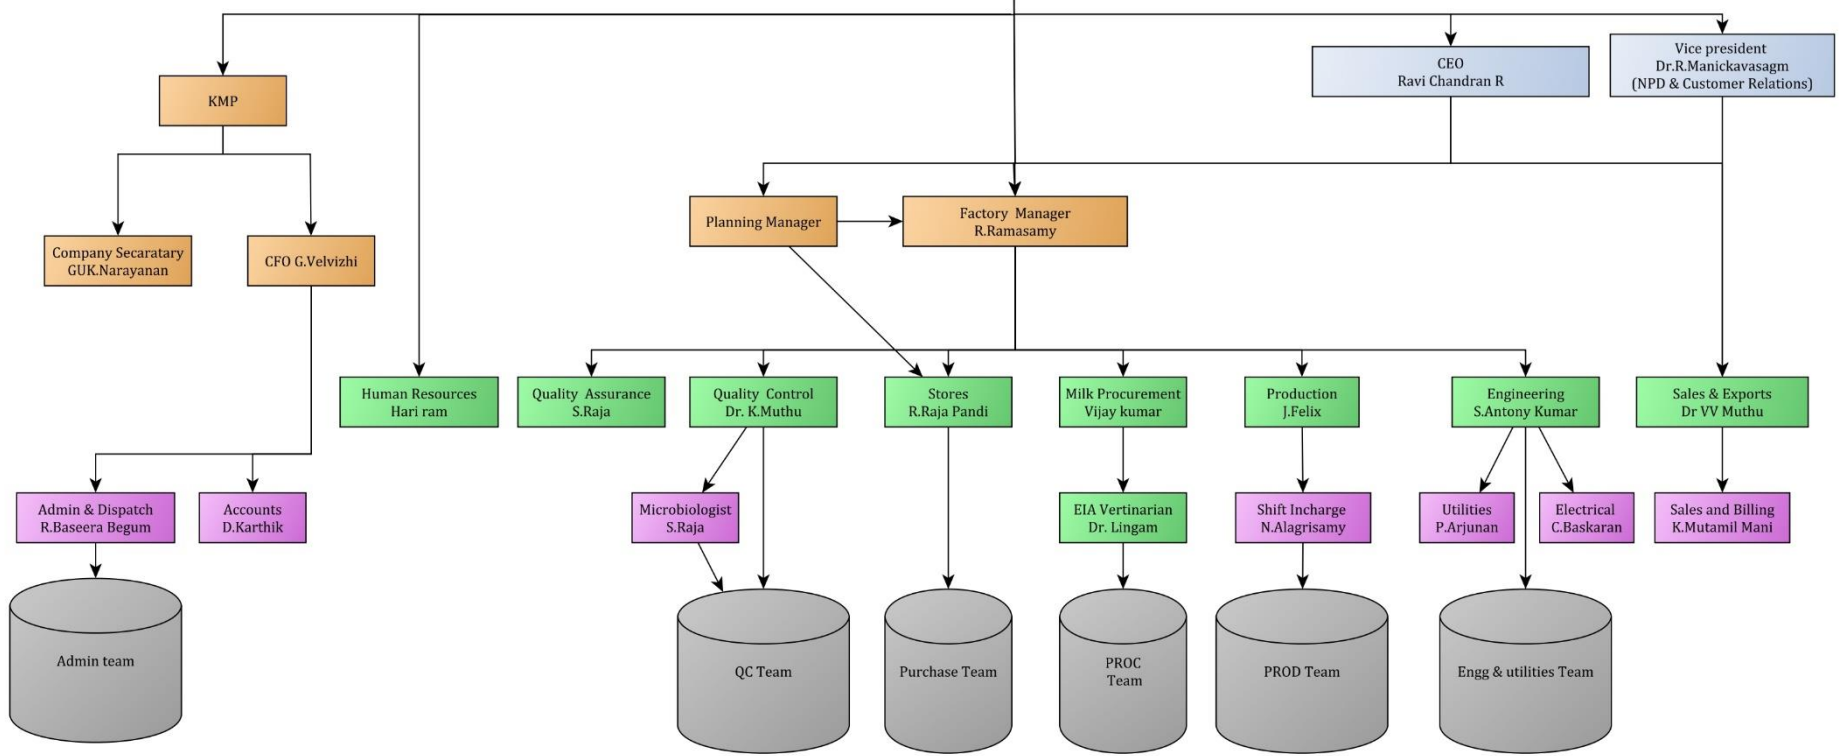 CEO
Ravi Chandran R
Vice president
Dr.R.Manickavasagm
(NPD & Customer Relations)
KMP
Planning Manager
Factory Manager
R.Ramasamy
Company Secaratary
GUK.Narayanan
CFO G.Velvizhi
Human Resources
Hari ram
Quality Assurance
S.Raja
Quality Control
Dr. K.Muthu
Stores
R.Raja Pandi
Milk Procurement
Vijay kumar
Production
J.Felix
Engineering
S.Antony Kumar
Sales & Exports
Dr VV Muthu
Admin & Dispatch
R.Baseera Begum
Accounts
D.Karthik
Microbiologist
S.Raja
EIA Vertinarian
Dr. Lingam
Shift Incharge
N.Alagrisamy
Utilities
P.Arjunan
Electrical
C.Baskaran
Sales and Billing
K.Mutamil Mani
Admin team
QC Team
Purchase Team
PROC
Team
PROD Team
Engg & utilities Team